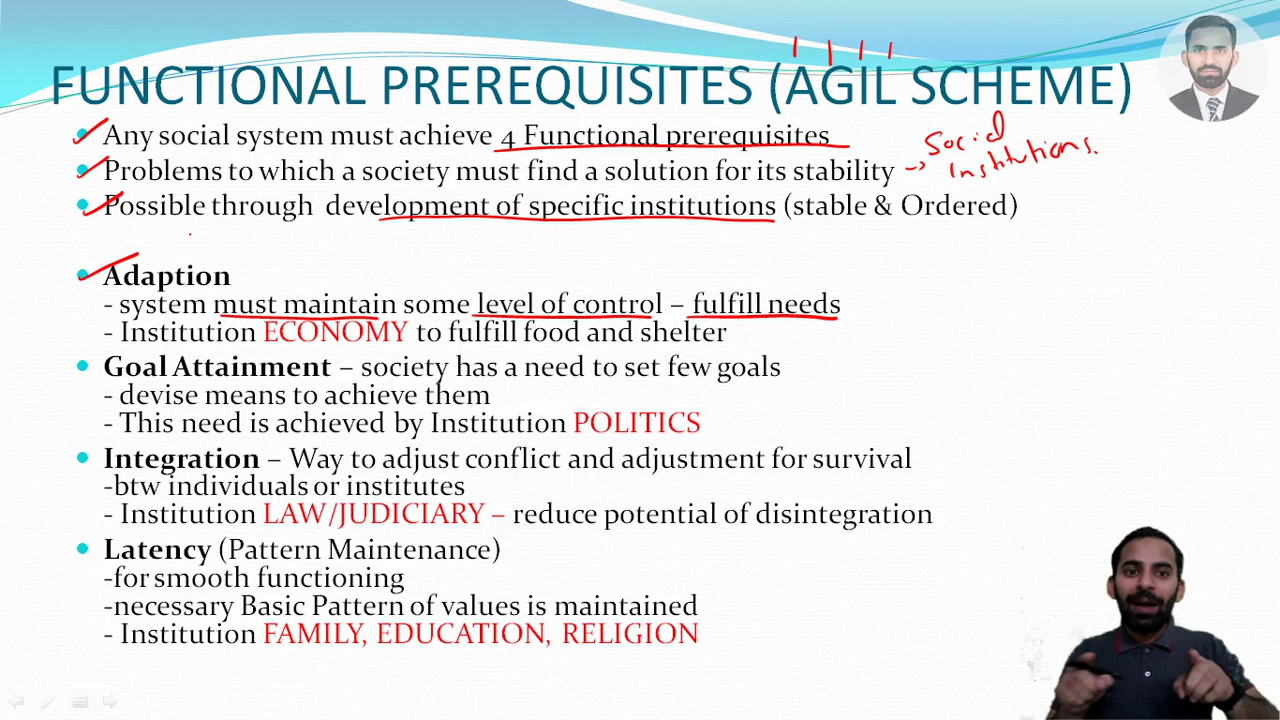 FUNCTIONAL PREREQUISITES (AGIL SCHEME)
Any social system must achieve 4 Functional prerequisites
Problems to which a society must find a solution for its stability → Social Institutions.
Possible through development of specific institutions (stable & Ordered)
Adaption
- system must maintain some level of control – fulfill needs
- Institution ECONOMY to fulfill food and shelter
Goal Attainment – society has a need to set few goals
- devise means to achieve them
- This need is achieved by Institution POLITICS
Integration – Way to adjust conflict and adjustment for survival
-btw individuals or institutes
- Institution LAW/JUDICIARY – reduce potential of disintegration
Latency (Pattern Maintenance)
-for smooth functioning
-necessary Basic Pattern of values is maintained
- Institution FAMILY, EDUCATION, RELIGION